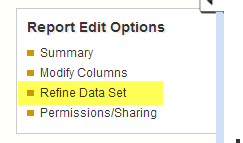 Report Edit Options
Summary
Modify Columns
Refine Data Set
Permissions/Sharing